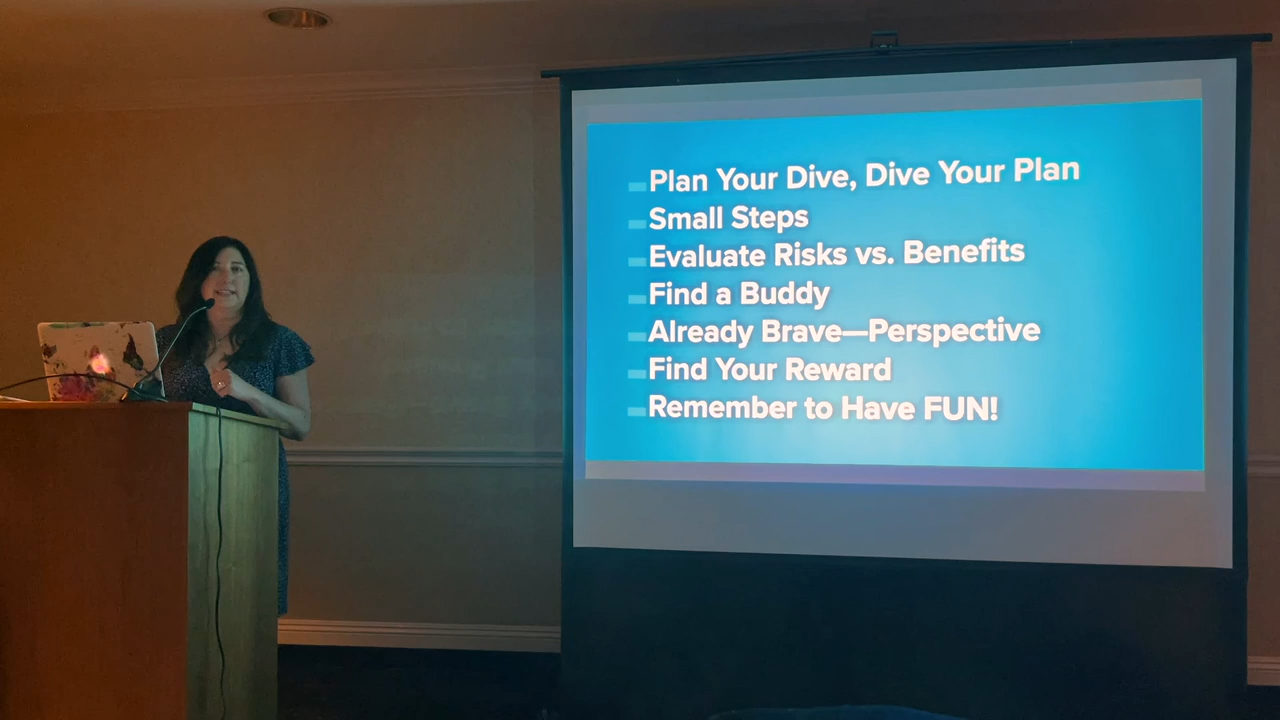 Plan Your Dive, Dive Your Plan
Small Steps
Evaluate Risks vs. Benefits
Find a Buddy
Already Brave—Perspective
Find Your Reward
Remember to Have FUN!